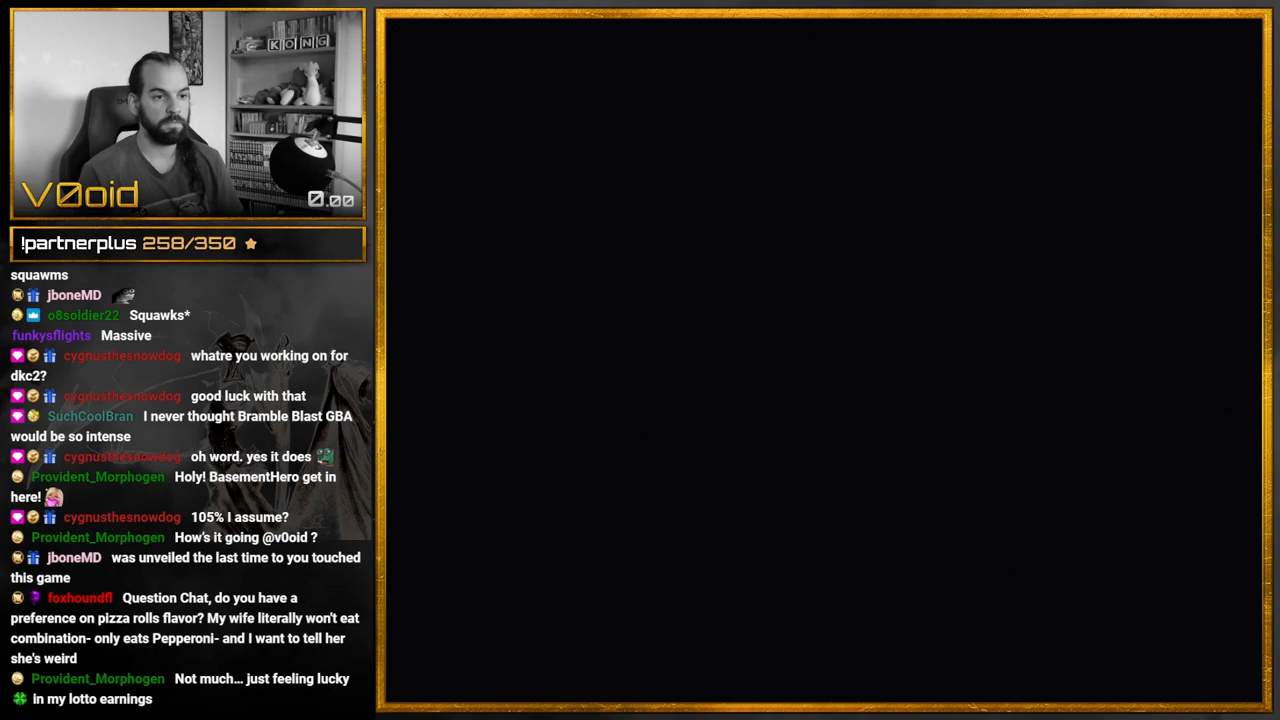 KONG
V0oid
0.00
!partnerplus 258/350
squawms
jboneMD
o8soldier22 Squawks*
funkysflights Massive
cygnusthesnowdog whatre you working on for
dkc2?
cygnusthesnowdog good luck with that
SuchCoolBran I never thought Bramble Blast GBA
would be so intense
cygnusthesnowdog oh word. yes it does
Provident_Morphogen Holy! BasementHero get in
here!
cygnusthesnowdog 105% I assume?
Provident_Morphogen How's it going @v0oid ?
jboneMD was unveiled the last time to you touched
this game
foxhoundfl Question Chat, do you have a
preference on pizza rolls flavor? My wife literally won't eat
combination- only eats Pepperoni- and I want to tell her
she's weird
Provident_Morphogen Not much... just feeling lucky
in my lotto earnings